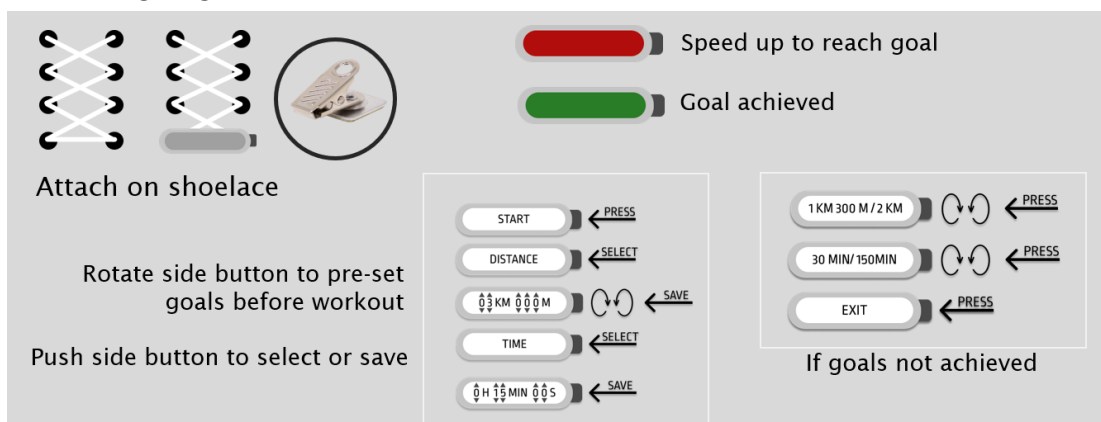 Speed up to reach goal
Goal achieved
Attach on shoelace
Rotate side button to pre-set
goals before workout
Push side button to select or save
START
PRESS
DISTANCE
SELECT
03 KM 000 M
SAVE
TIME
SELECT
0 H 15 MIN 00 S
SAVE
1 KM 300 M / 2 KM
PRESS
30 MIN/ 150MIN
PRESS
EXIT
PRESS
If goals not achieved